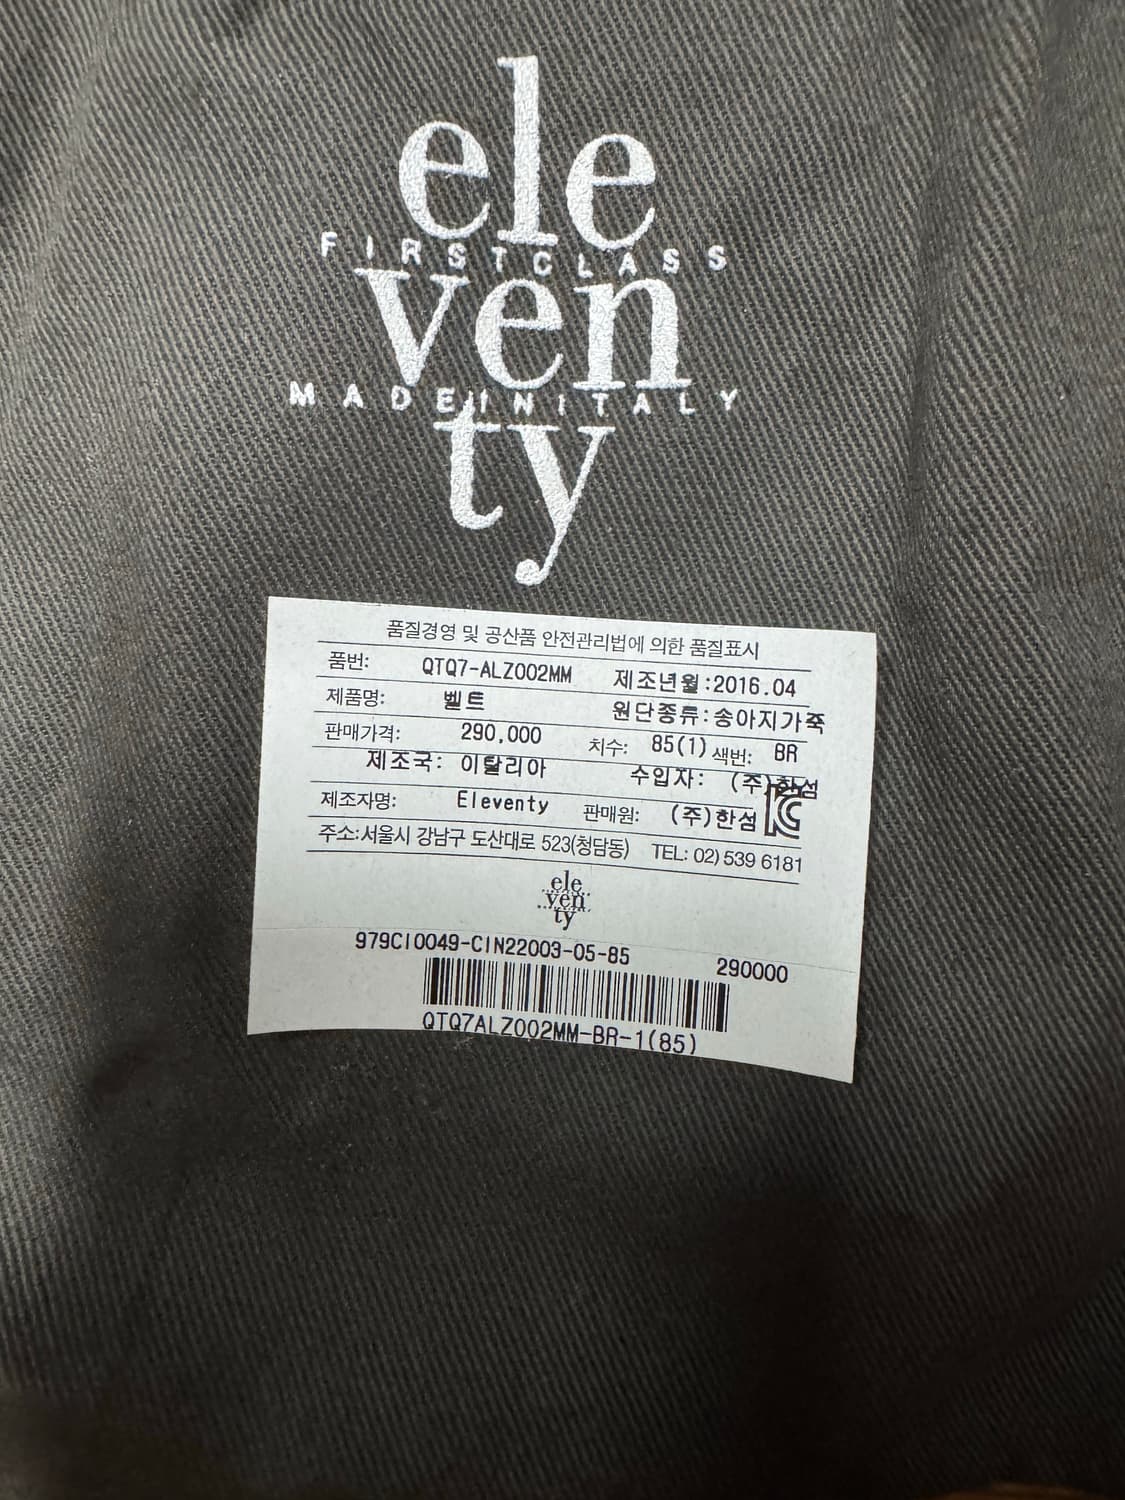 ele
FIRSTCLASS
ven
MADEINITALY
ty
품질경영 및 공산품 안전관리법에 의한 품질표시
품번: QTQ7-ALZ002MM 제조년월:2016.04
제품명: 벨트 원단종류:송아지가죽
판매가격: 290,000 치수: 85(1) 색번: BR
제조국: 이탈리아 수입자: (주)한섬
제조자명: Eleventy 판매원: (주)한섬
주소:서울시 강남구 도산대로 523(청담동) TEL: 02)539 6181
ele
ven
ty
979CI0049-CIN22003-05-85 290000
QTQ7ALZ002MM-BR-1(85)